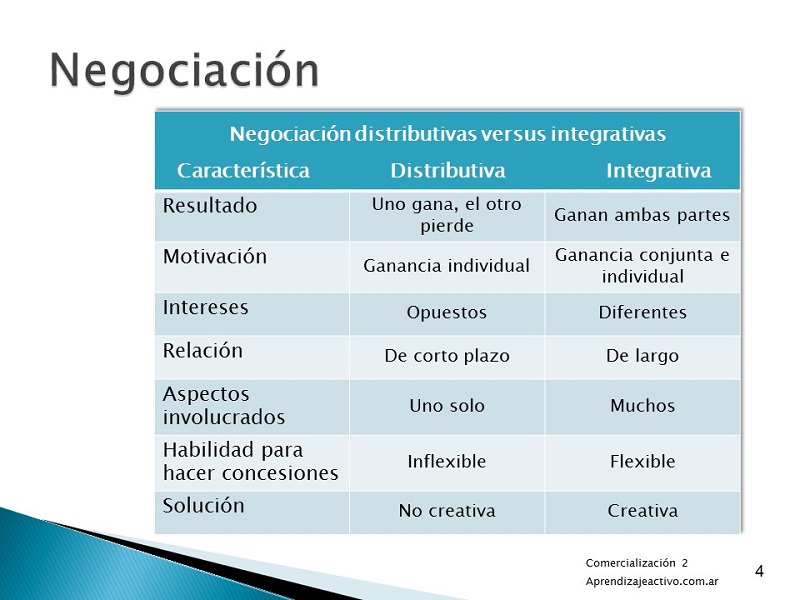 Negociación
Negociación distributivas versus integrativas
Característica Distributiva Integrativa
Resultado
Uno gana, el otro
pierde
Ganan ambas partes
Motivación
Ganancia individual
Ganancia conjunta e
individual
Intereses
Opuestos
Diferentes
Relación
De corto plazo
De largo
Aspectos
involucrados
Uno solo
Muchos
Habilidad para
hacer concesiones
Inflexible
Flexible
Solución
No creativa
Creativa
Comercialización 2
Aprendizajeactivo.com.ar
4